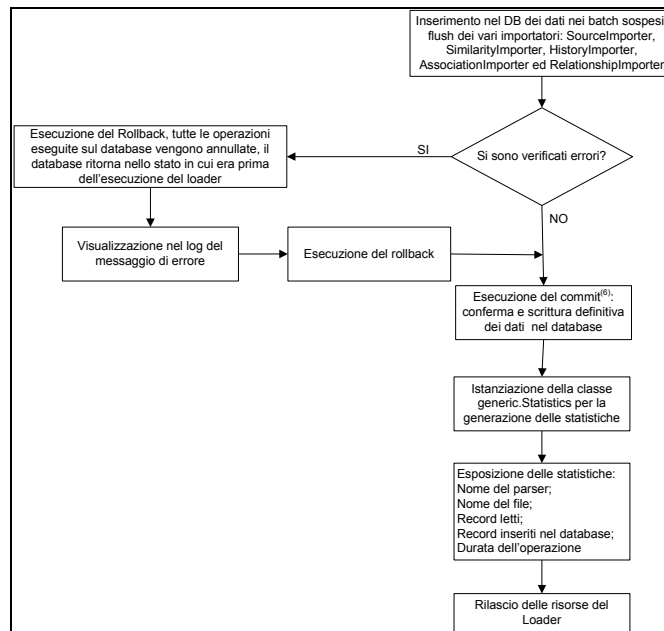 Inserimento nel DB dei dati nei batch sospesi,
flush dei vari importatori: SourceImporter,
SimilarityImporter, HistoryImporter,
AssociationImporter ed RelationshipImporter
Si sono verificati errori?
SI
NO
Esecuzione del Rollback, tutte le operazioni
eseguite sul database vengono annullate, il
database ritorna nello stato in cui era prima
dell'esecuzione del loader
Visualizzazione nel log del
messaggio di errore
Esecuzione del rollback
Esecuzione del commit(6):
conferma e scrittura definitiva
dei dati nel database
Istanziazione della classe
generic.Statistics per la
generazione delle statistiche
Esposizione delle statistiche:
Nome del parser;
Nome del file;
Record letti;
Record inseriti nel database;
Durata dell'operazione
Rilascio delle risorse del
Loader